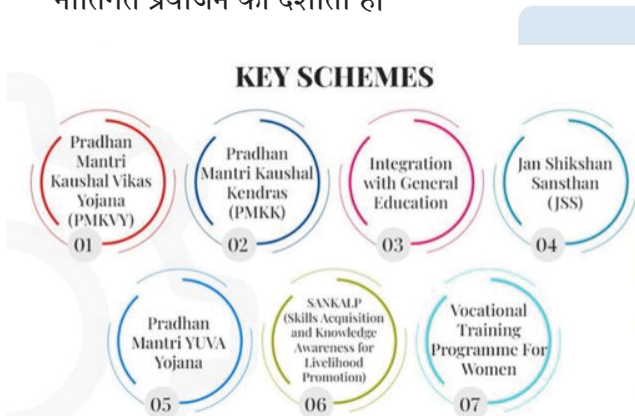 को दर्शाता है।
KEY SCHEMES
Pradhan
Mantri
Kaushal Vikas
Yojana
(PMKVY)
01
Pradhan
Mantri Kaushal
Kendras
(PMKK)
02
Integration
with General
Education
03
Jan Shikshan
Sansthan
(JSS)
04
Pradhan
Mantri YUVA
Yojana
05
SANKALP
(Skills Acquisition
and Knowledge
Awareness for
Livelihood
Promotion)
06
Vocational
Training
Programme For
Women
07